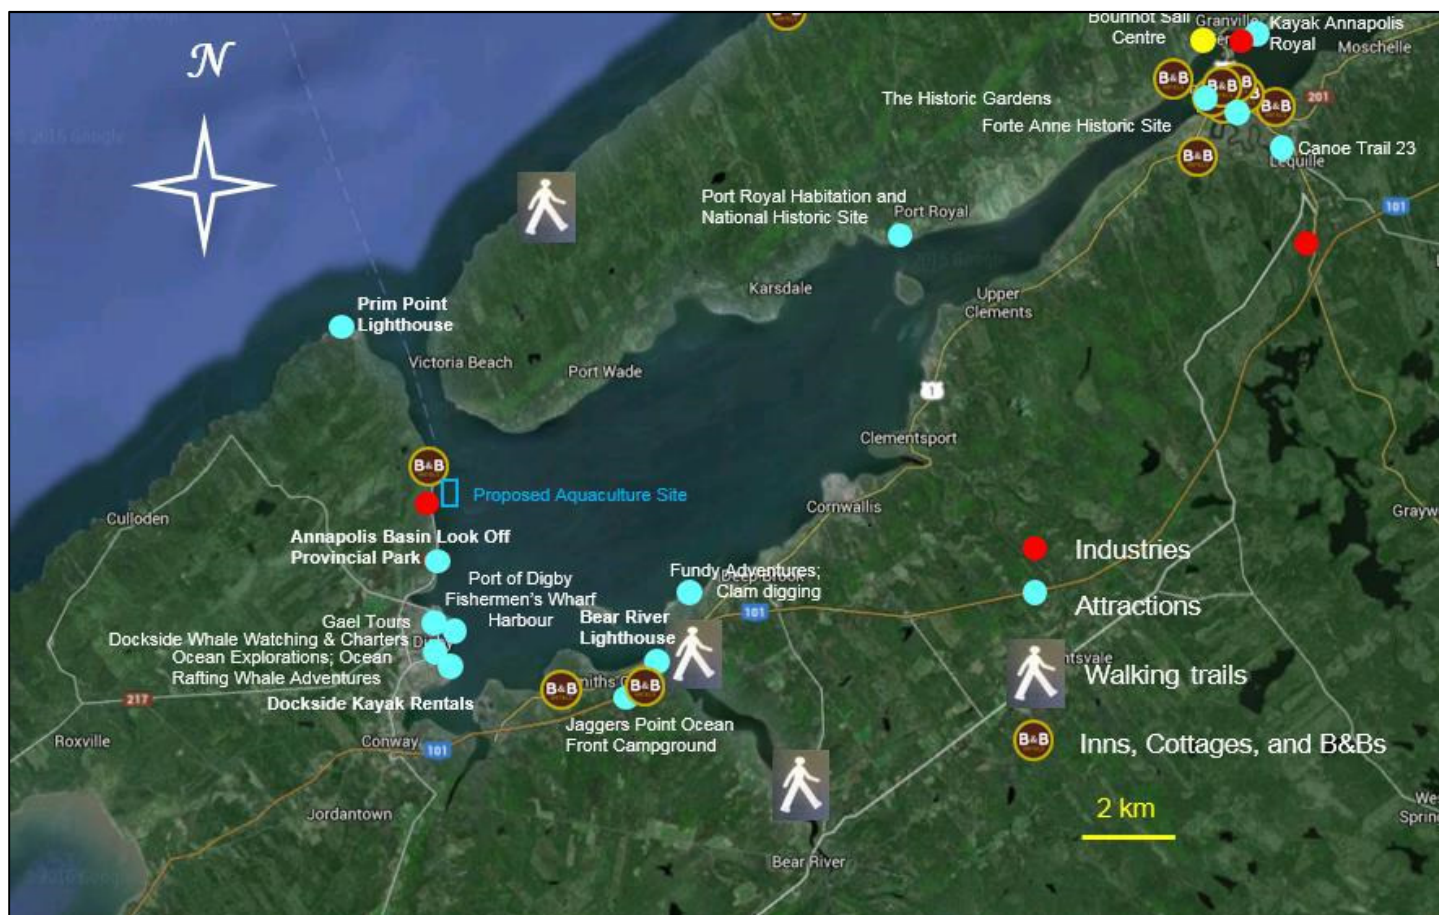 N
Bournot Sail
Centre
Granville
Kayak Annapolis
Royal
Moschelle
B&B
B&B
B&B
B&B
The Historic Gardens
201
Forte Anne Historic Site
Canoe Trail 23
Lequille
B&B
Port Royal Habitation and
National Historic Site
Port Royal
101
Karsdale
Upper
Clements
Prim Point
Lighthouse
Victoria Beach
Port Wade
1
Clementsport
B&B
Proposed Aquaculture Site
Cornwallis
Culloden
Annapolis Basin Look Off
Provincial Park
Industries
Port of Digby
Fishermen's Wharf
Harbour
Fundy Adventures;
Clam digging
Deep Brook
101
Attractions
Gael Tours
Bear River
Lighthouse
Dockside Whale Watching & Charters
Ocean Explorations; Ocean
Rafting Whale Adventures
Walking trails
217
Dockside Kayak Rentals
B&B
B&B
Jaggers Point Ocean
Front Campground
Roxville
Conway
101
B&B
Inns, Cottages, and B&Bs
Jordantown
2 km
Bear River